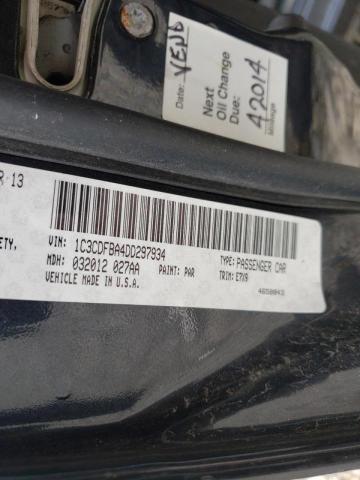 Date: VEND
Next
Oil Change
Due:
42014
Mileage
R 13
ETY,
VIN: 1C3CDFBA4DD297934
MDH: 032012 027AA PAINT: PAR
VEHICLE MADE IN U.S.A.
TYPE: PASSENGER CAR
TRIM: E7X9